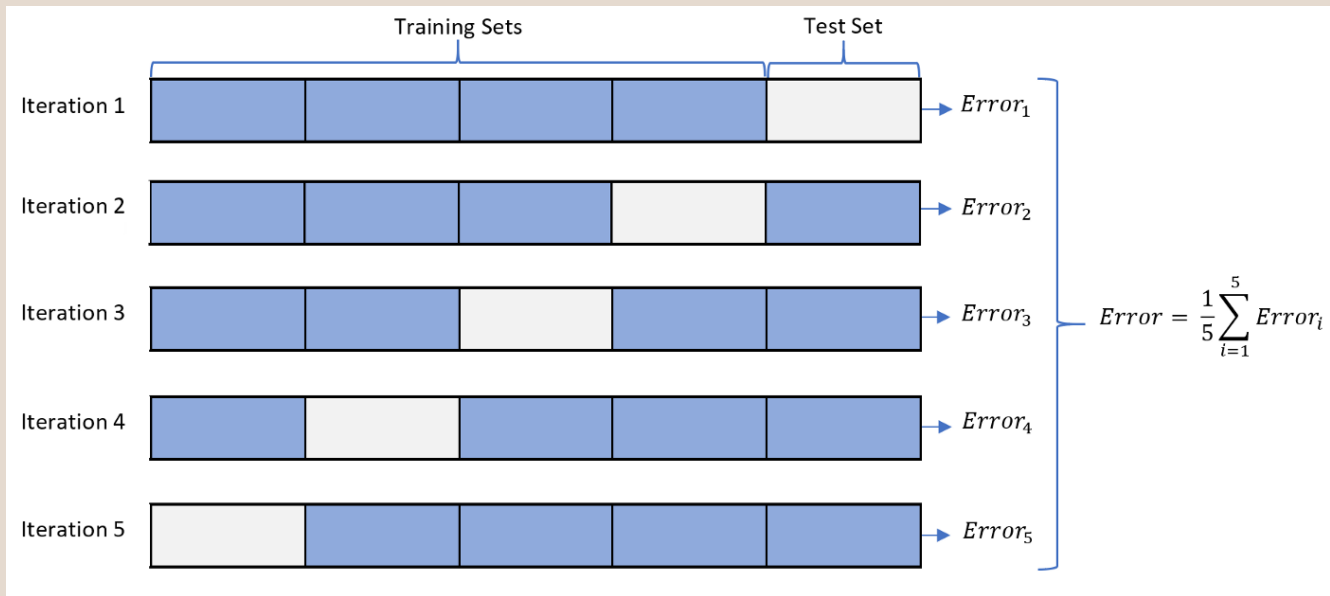 Training Sets
Test Set
Iteration 1
Error₁
Iteration 2
Error₂
Iteration 3
Error₃
Iteration 4
Error₄
Iteration 5
Error₅
Error = 1/5 ∑_{i=1}^{5} Errorᵢ